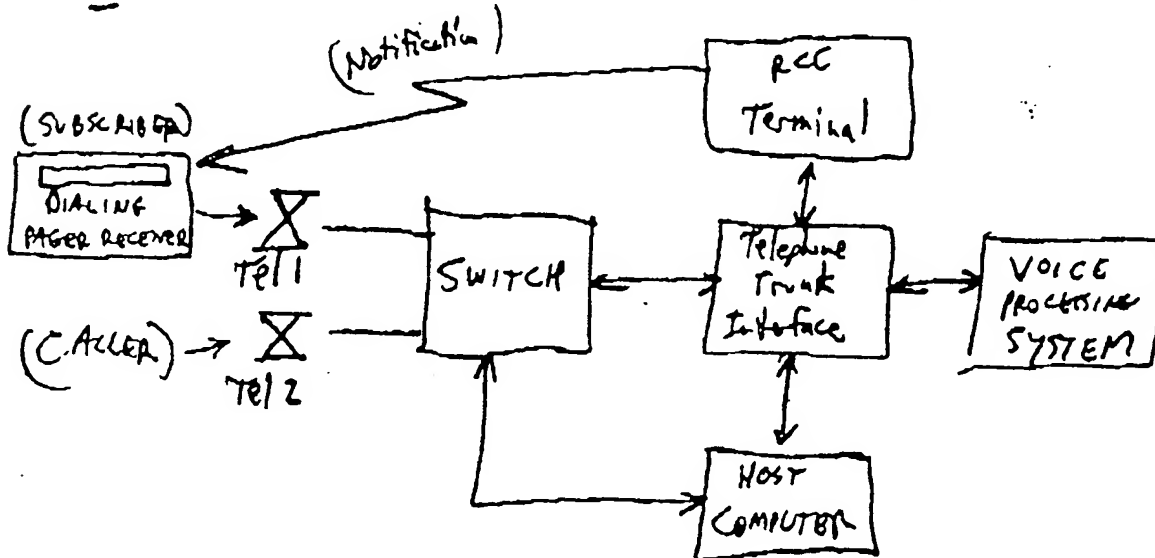 (Notification)
RCC
Terminal
(SUBSCRIBER)
DIALING
PAGER RECEIVER
Tel 1
SWITCH
Telephone
Trunk
Interface
VOICE
PROCESSING
SYSTEM
(CALLER)
Tel 2
HOST
COMPUTER